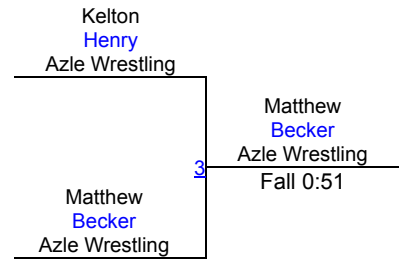 Kelton
Henry
Azle Wrestling
Matthew
Becker
Azle Wrestling
3
Fall 0:51
Matthew
Becker
Azle Wrestling